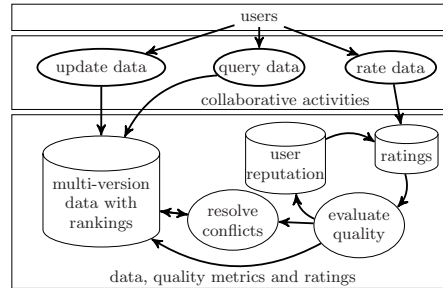 users
update data
query data
rate data
collaborative activities
user
reputation
ratings
multi-version
data with
rankings
resolve
conflicts
evaluate
quality
data, quality metrics and ratings